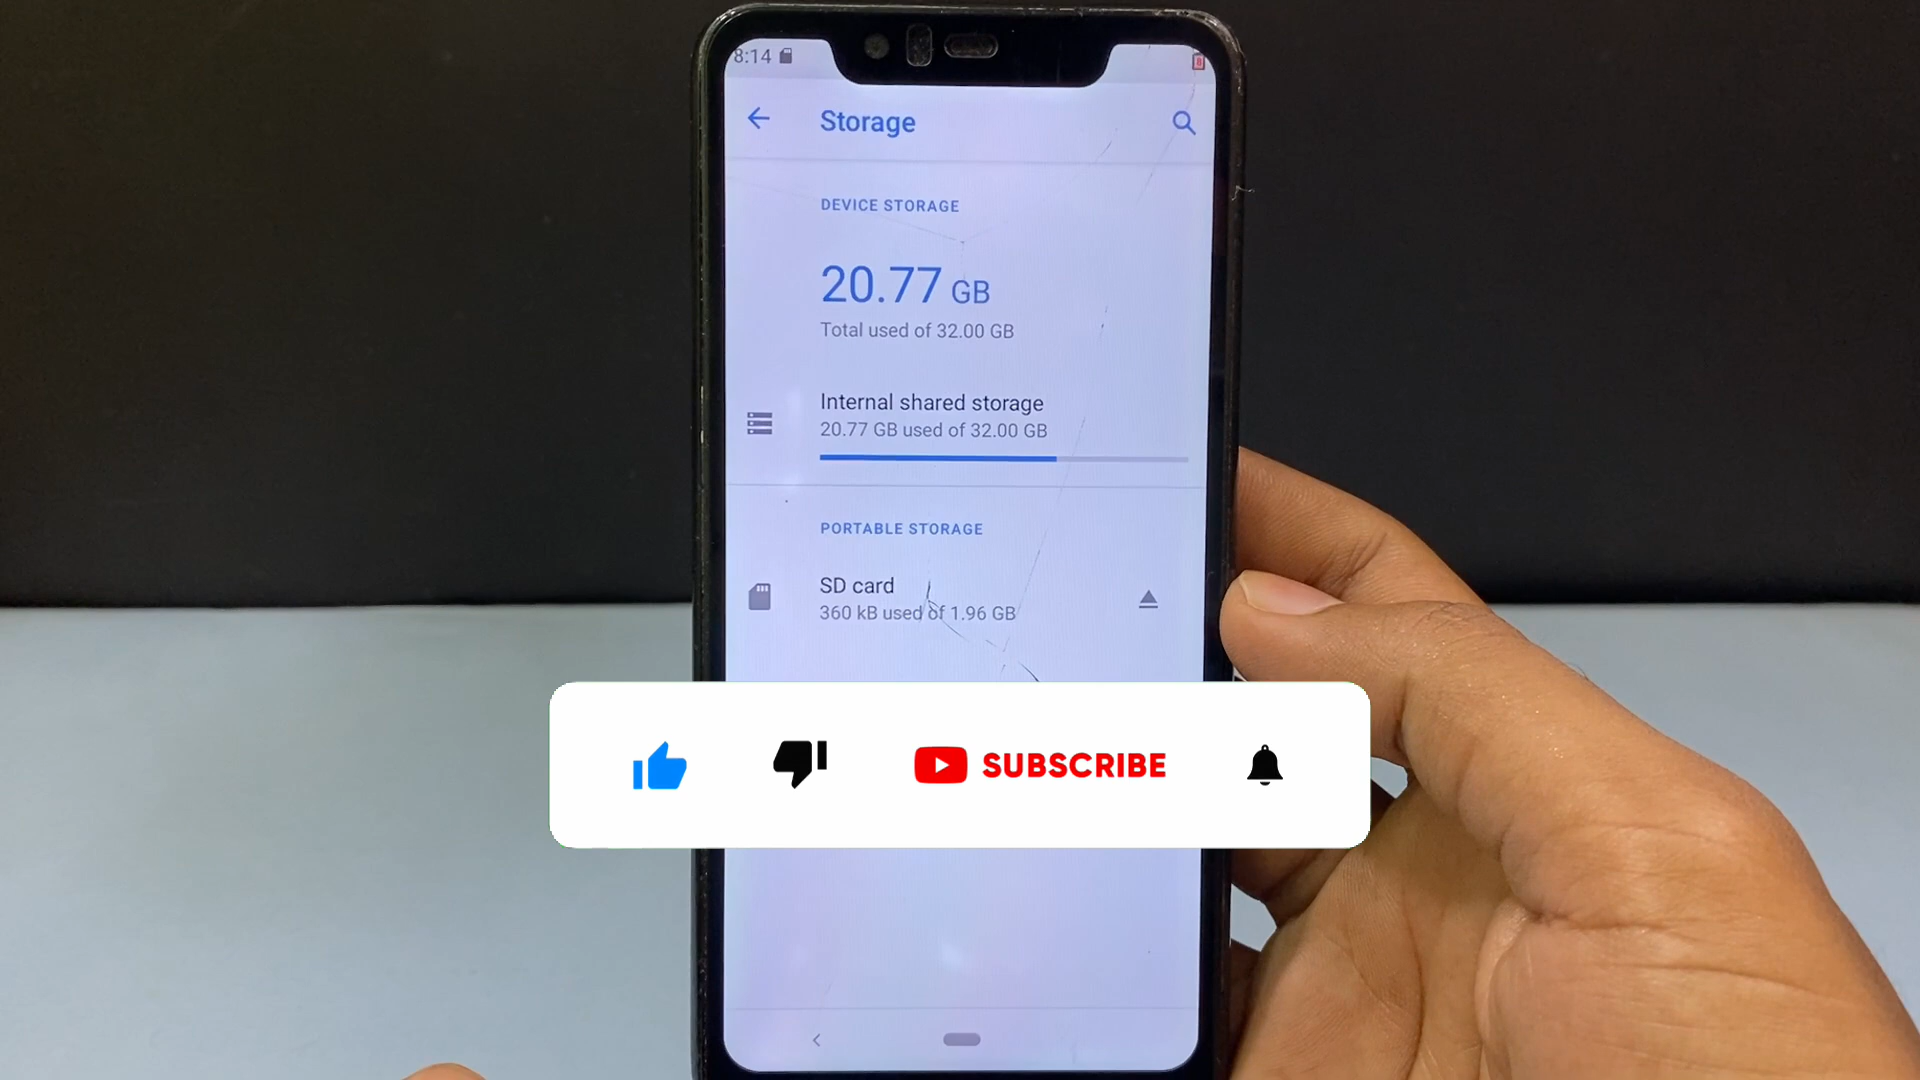 8:14
Storage
DEVICE STORAGE
20.77 GB
Total used of 32.00 GB
Internal shared storage
20.77 GB used of 32.00 GB
PORTABLE STORAGE
SD card
360 kB used of 1.96 GB
SUBSCRIBE